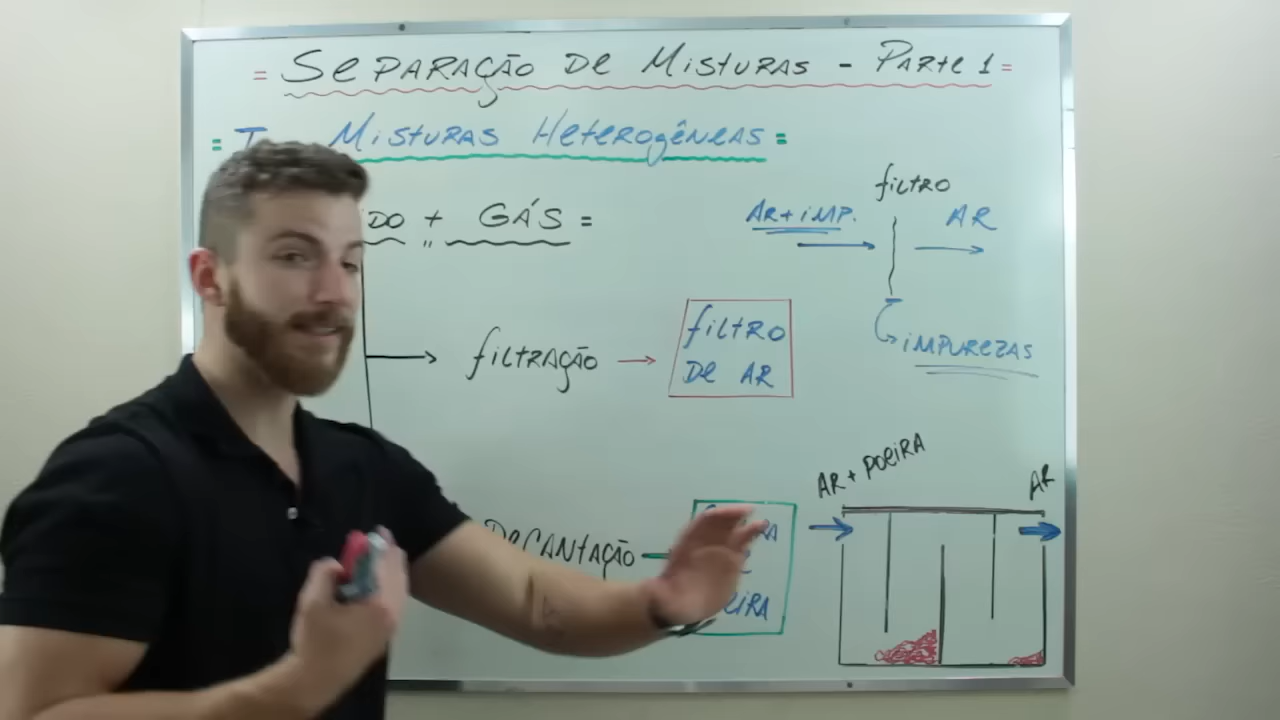 = SEPARAÇÃO DE MISTURAS - PARTE 1 =
= I MISTURAS HETEROGÊNEAS =
DO + GÁS =
FILTRAÇÃO
FILTRO
DE AR
FILTRO
AR + IMP.
AR
IMPUREZAS
DECANTAÇÃO
AR + POEIRA
AR